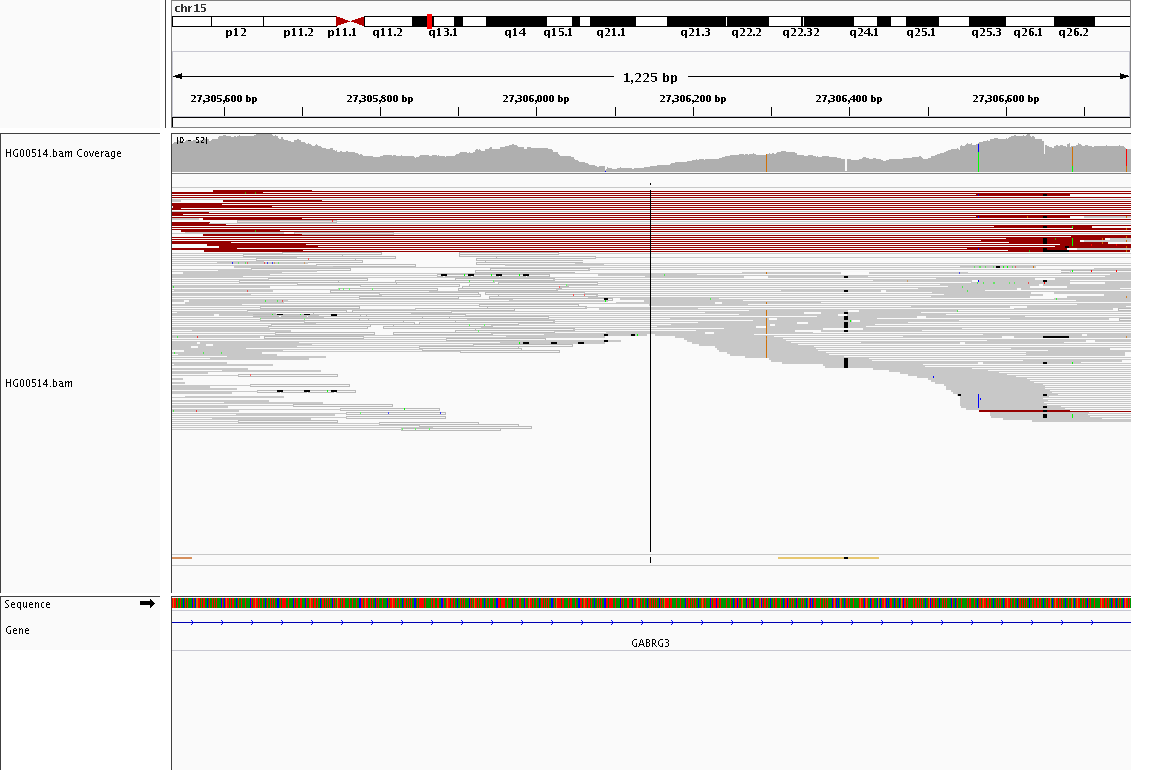 chr15
p12 p11.2 p11.1 q11.2 q13.1 q14 q15.1 q21.1 q21.3 q22.2 q22.32 q24.1 q25.1 q25.3 q26.1 q26.2
1,225 bp
27,305,600 bp 27,305,800 bp 27,306,000 bp 27,306,200 bp 27,306,400 bp 27,306,600 bp
[0 - 52]
HG00514.bam Coverage
HG00514.bam
Sequence
Gene
GABRG3